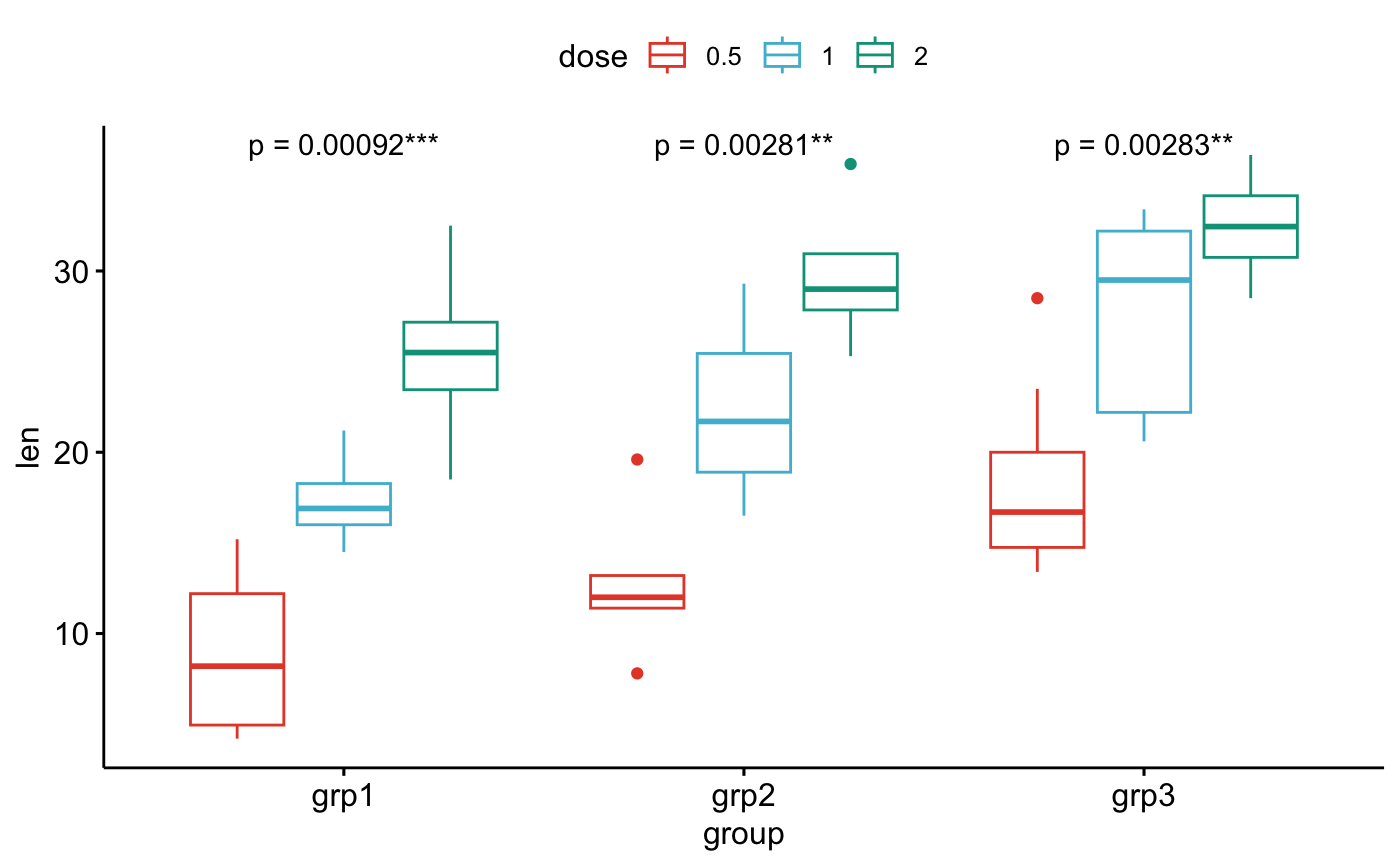 dose 0.5 1 2
p = 0.00092*** p = 0.00281** p = 0.00283**
30
20
10
len
grp1 grp2 grp3
group